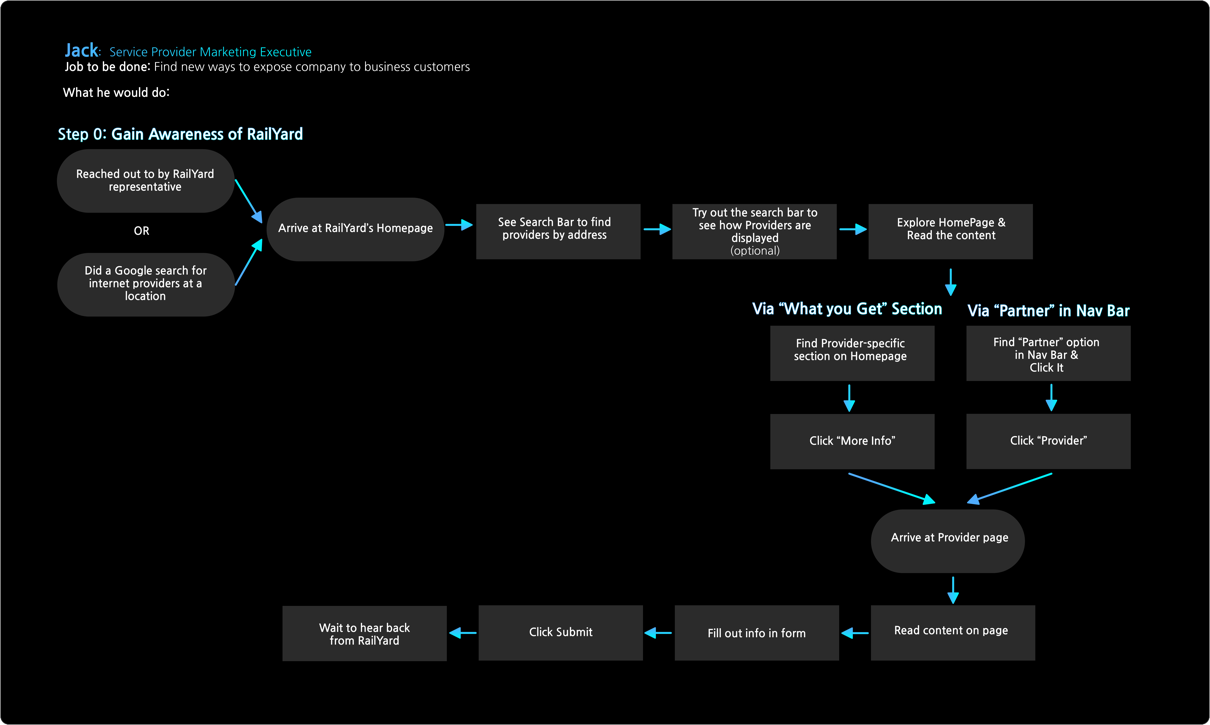 Jack: Service Provider Marketing Executive
Job to be done: Find new ways to expose company to business customers
What he would do:
Step 0: Gain Awareness of RailYard
Reached out to by RailYard
representative
OR
Did a Google search for
internet providers at a
location
Arrive at RailYard's Homepage
See Search Bar to find
providers by address
Try out the search bar to
see how Providers are
displayed
(optional)
Explore HomePage &
Read the content
Via “What you Get” Section
Find Provider-specific
section on Homepage
Click “More Info”
Via “Partner” in Nav Bar
Find “Partner” option
in Nav Bar &
Click It
Click “Provider”
Arrive at Provider page
Read content on page
Fill out info in form
Click Submit
Wait to hear back
from RailYard